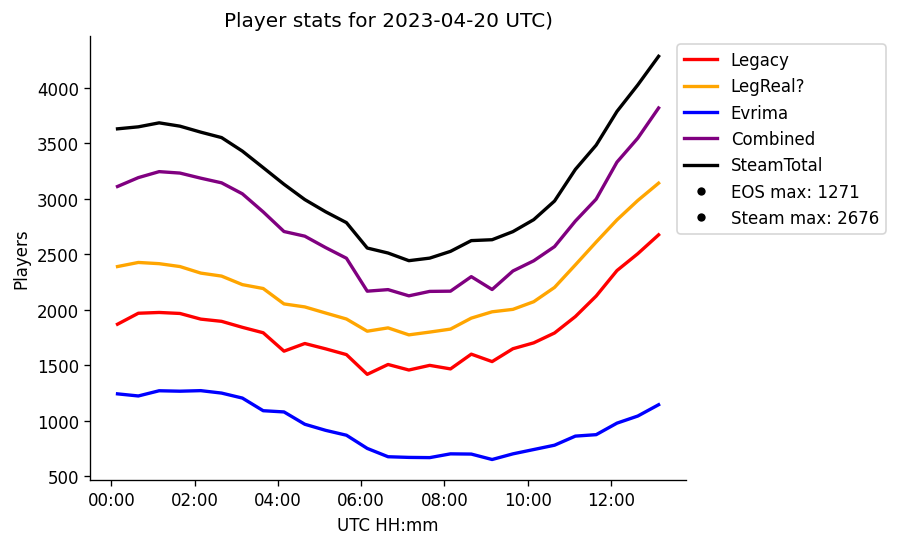 Player stats for 2023-04-20 UTC)
Players
4000
3500
3000
2500
2000
1500
1000
500
00:00 02:00 04:00 06:00 08:00 10:00 12:00
UTC HH:mm
Legacy
LegReal?
Evrima
Combined
SteamTotal
EOS max: 1271
Steam max: 2676